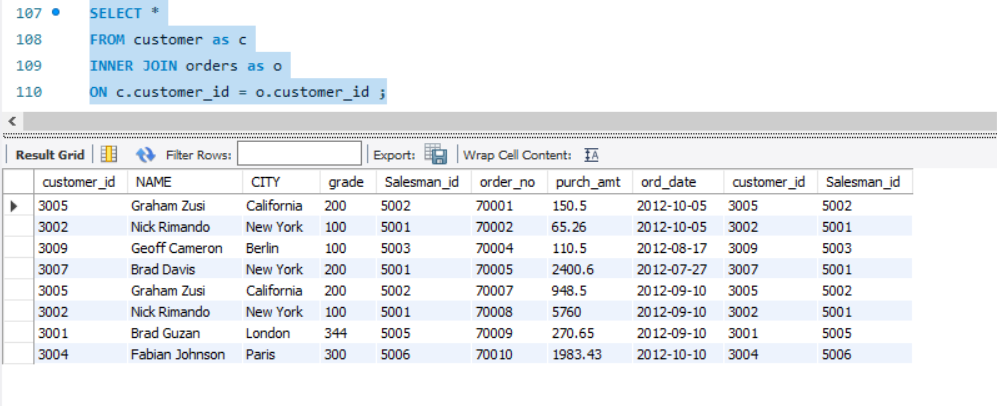 107 SELECT *
108 FROM customer as c
109 INNER JOIN orders as o
110 ON c.customer_id = o.customer_id ;
Result Grid Filter Rows: Export: Wrap Cell Content: IA
customer_id NAME CITY grade Salesman_id order_no purch_amt ord_date customer_id Salesman_id
3005 Graham Zusi California 200 5002 70001 150.5 2012-10-05 3005 5002
3002 Nick Rimando New York 100 5001 70002 65.26 2012-10-05 3002 5001
3009 Geoff Cameron Berlin 100 5003 70004 110.5 2012-08-17 3009 5003
3007 Brad Davis New York 200 5001 70005 2400.6 2012-07-27 3007 5001
3005 Graham Zusi California 200 5002 70007 948.5 2012-09-10 3005 5002
3002 Nick Rimando New York 100 5001 70008 5760 2012-09-10 3002 5001
3001 Brad Guzan London 344 5005 70009 270.65 2012-09-10 3001 5005
3004 Fabian Johnson Paris 300 5006 70010 1983.43 2012-10-10 3004 5006